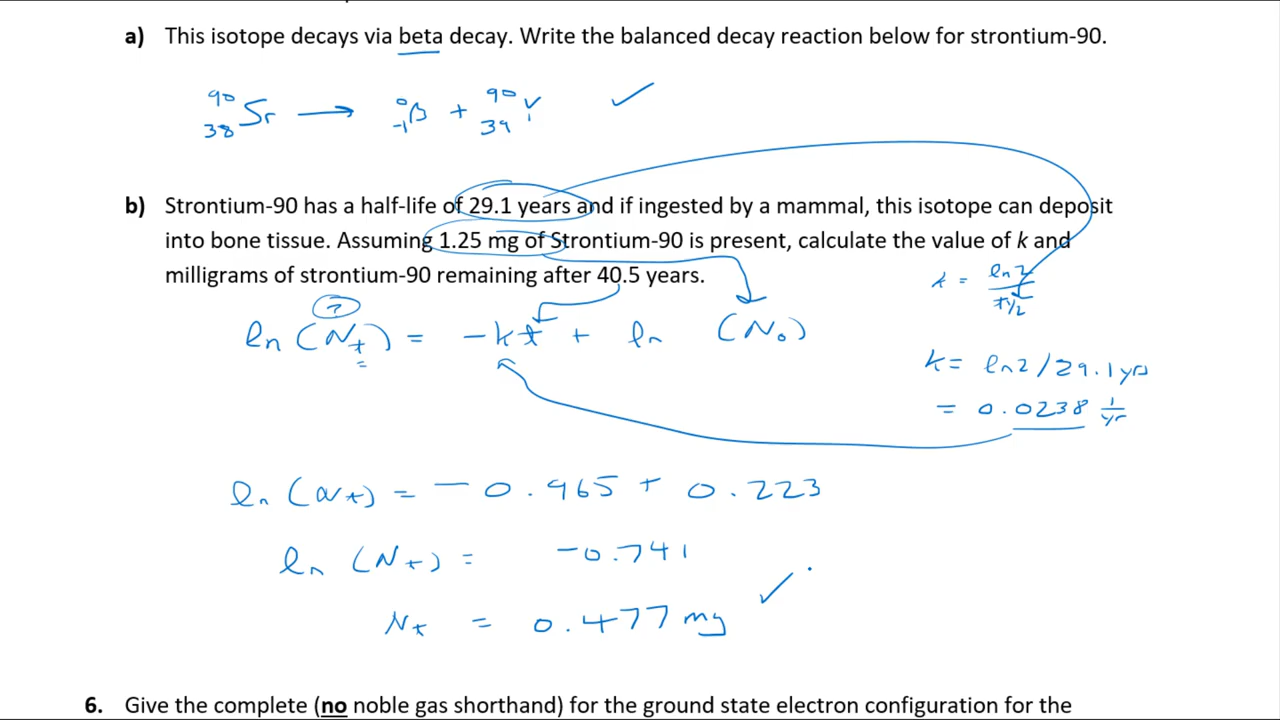 a) This isotope decays via beta decay. Write the balanced decay reaction below for strontium-90.
⁹⁰₃₈Sr → ⁰₋₁β + ⁹⁰₃₉Y ✓
b) Strontium-90 has a half-life of 29.1 years and if ingested by a mammal, this isotope can deposit
into bone tissue. Assuming 1.25 mg of Strontium-90 is present, calculate the value of k and
milligrams of strontium-90 remaining after 40.5 years.
k = ln2/t½
?
ln (Nt) = -kt + ln (N₀)
k = ln2/29.1 yrs
= 0.0238 1/yr
ln (Nt) = -0.965 + 0.223
ln (Nt) = -0.741
Nt = 0.477 mg ✓
6. Give the complete (no noble gas shorthand) for the ground state electron configuration for the